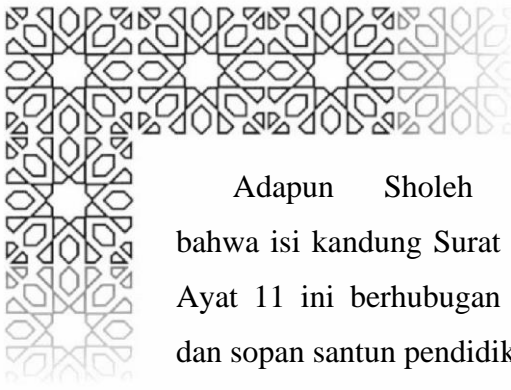 Adapun Sholeh
bahwa isi kandung Surat
Ayat 11 ini berhubugan
dan sopan santun pendidik